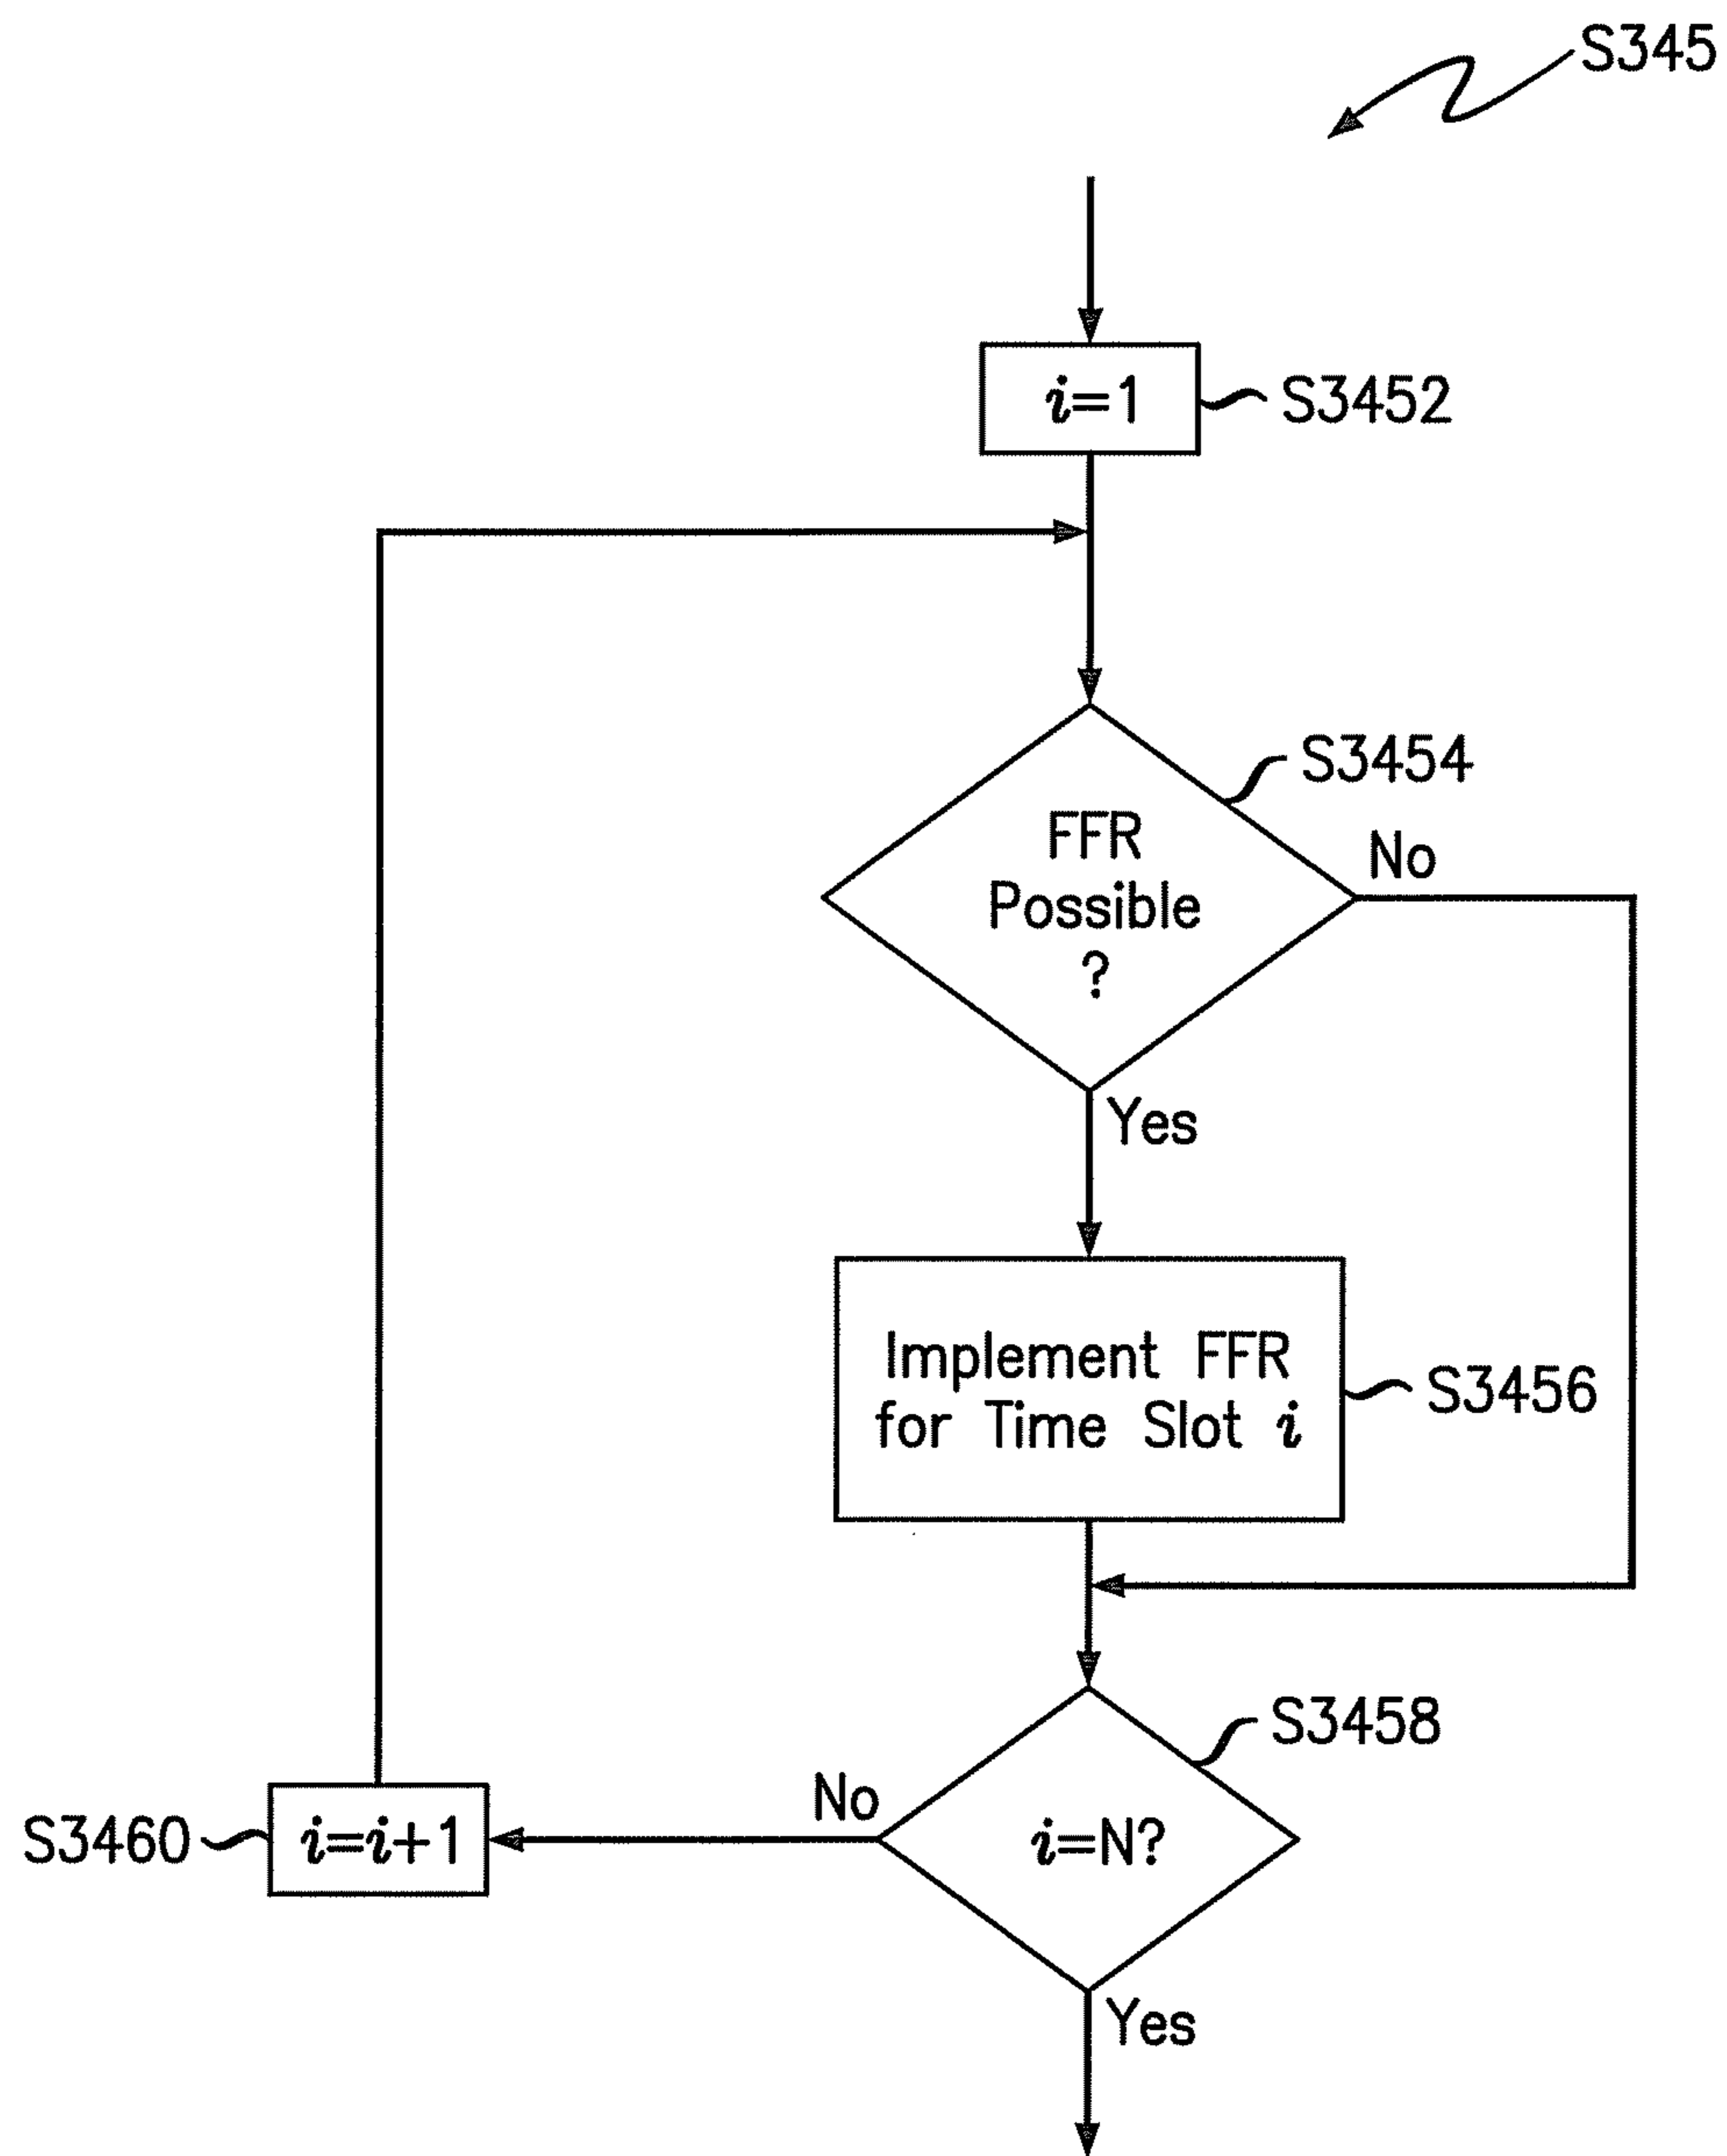 S345
i=1
S3452
S3454
FFR
Possible
?
No
Yes
Implement FFR
for Time Slot i
S3456
S3458
i=N?
No
S3460
i=i+1
Yes